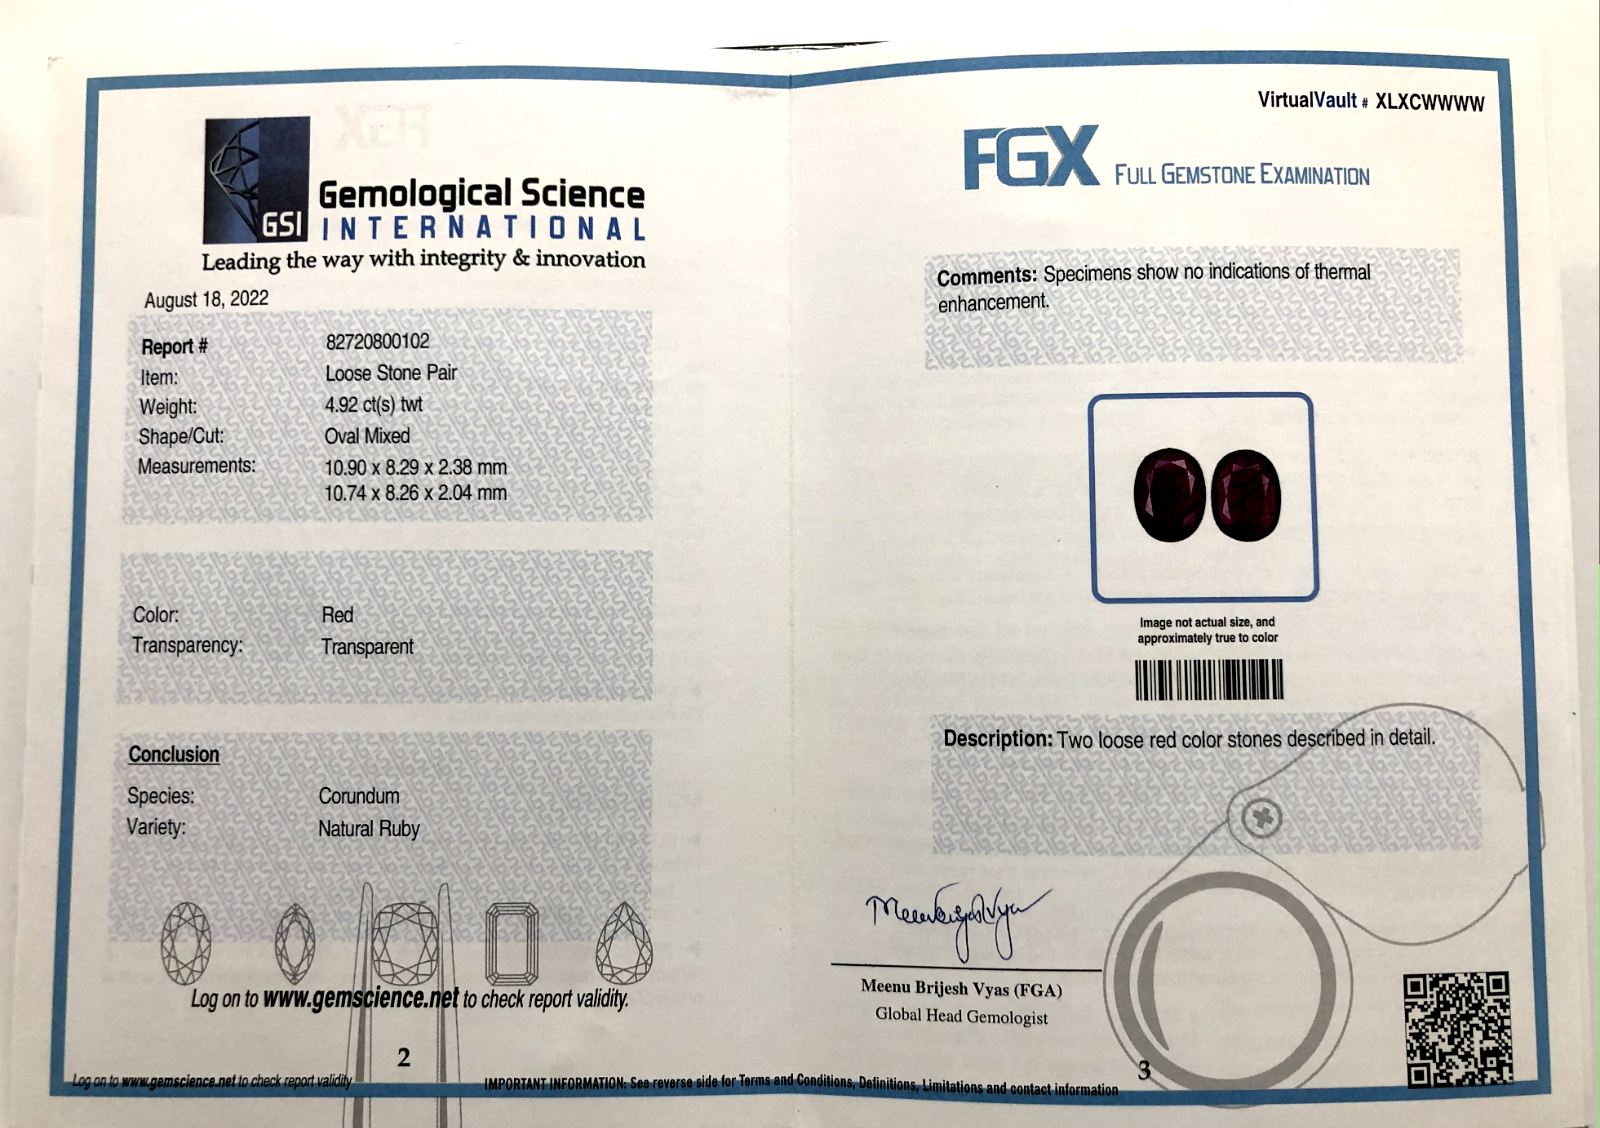 GSI
Gemological Science
INTERNATIONAL
Leading the way with integrity & innovation
August 18, 2022
Report # 82720800102
Item: Loose Stone Pair
Weight: 4.92 ct(s) twt
Shape/Cut: Oval Mixed
Measurements: 10.90 x 8.29 x 2.38 mm
10.74 x 8.26 x 2.04 mm
Color: Red
Transparency: Transparent
Conclusion
Species: Corundum
Variety: Natural Ruby
Log on to www.gemscience.net to check report validity.
2
Log on to www.gemscience.net to check report validity
VirtualVault # XLXCWWWW
FGX FULL GEMSTONE EXAMINATION
Comments: Specimens show no indications of thermal
enhancement.
Image not actual size, and
approximately true to color
Description: Two loose red color stones described in detail.
Meenu Brijesh Vyas (FGA)
Global Head Gemologist
3
IMPORTANT INFORMATION: See reverse side for Terms and Conditions, Definitions, Limitations and contact information